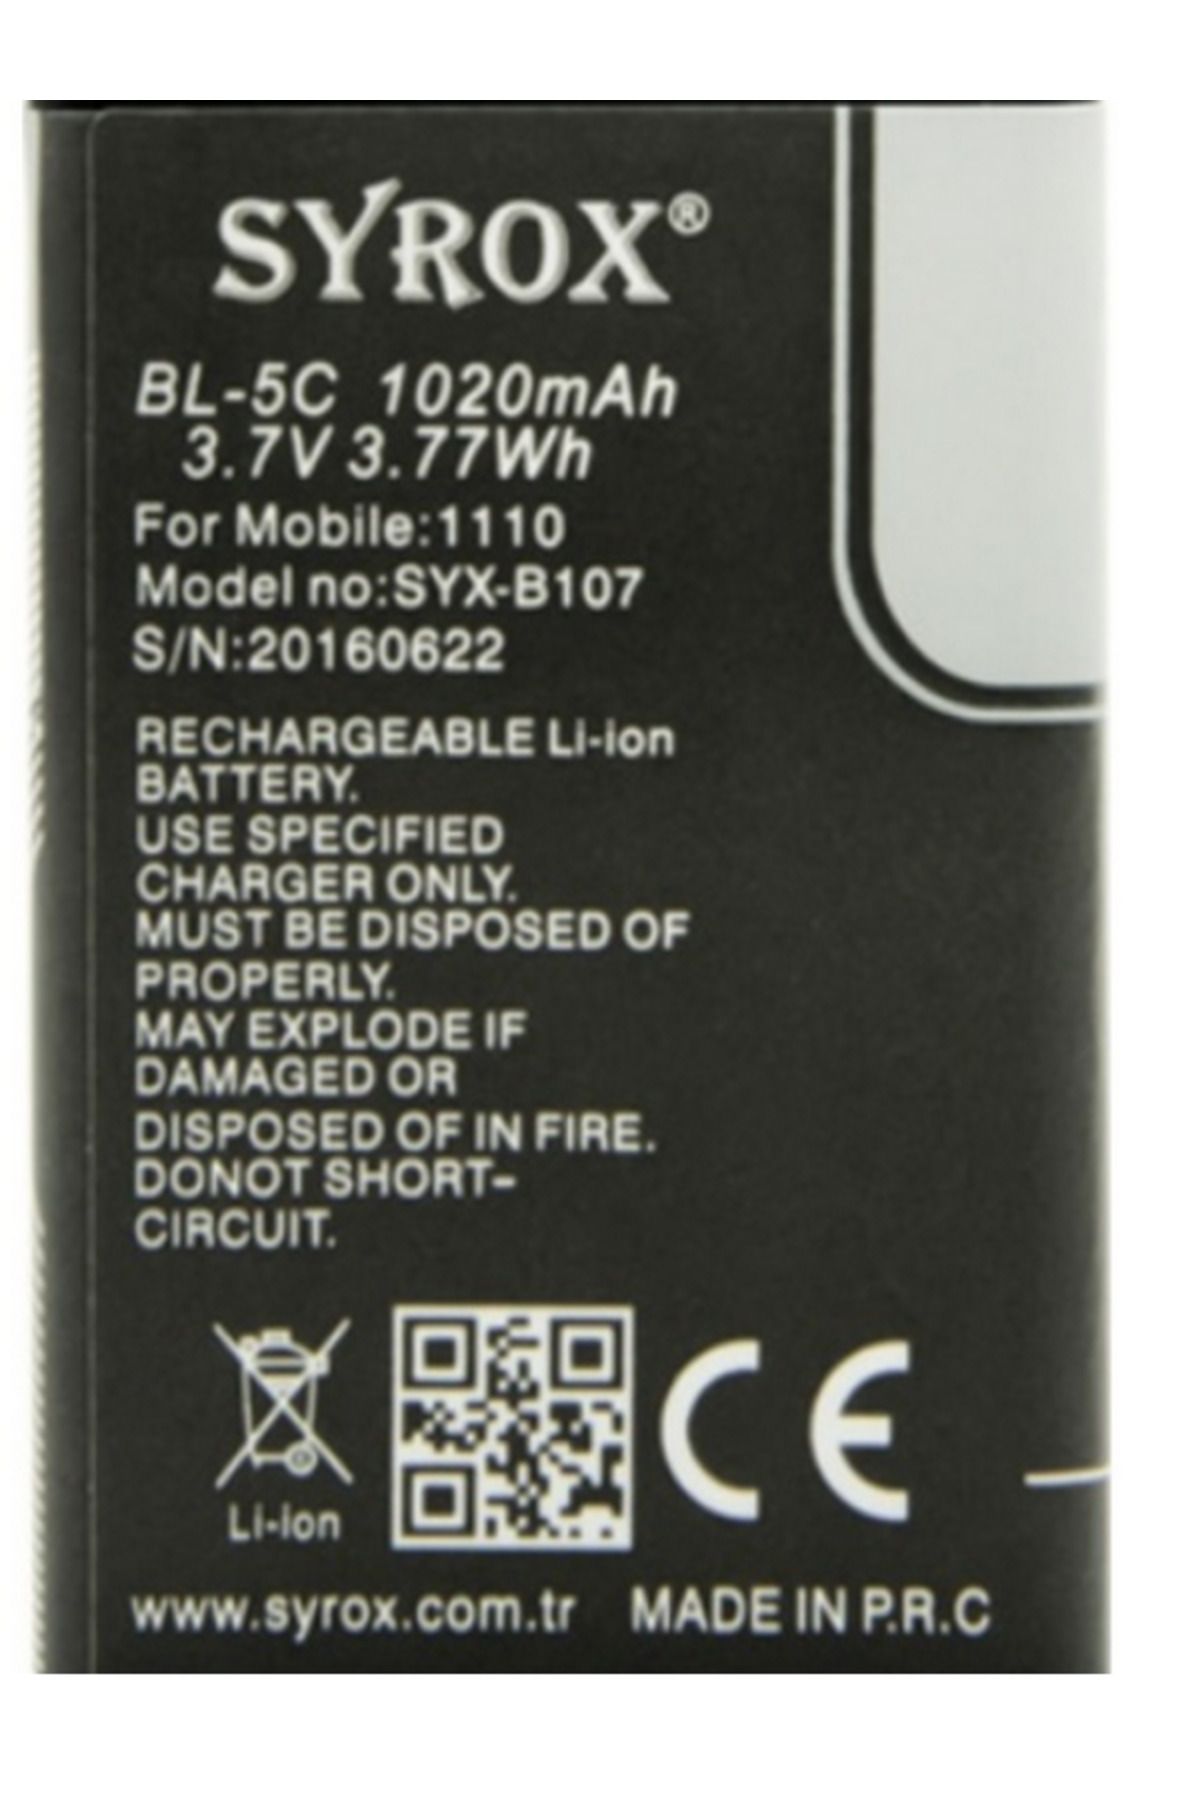 SYROX®
BL-5C 1020mAh
3.7V 3.77Wh
For Mobile:1110
Model no:SYX-B107
S/N:20160622
RECHARGEABLE Li-ion
BATTERY.
USE SPECIFIED
CHARGER ONLY.
MUST BE DISPOSED OF
PROPERLY.
MAY EXPLODE IF
DAMAGED OR
DISPOSED OF IN FIRE.
DONOT SHORT-
CIRCUIT.
Li-ion
CE
www.syrox.com.tr MADE IN P.R.C